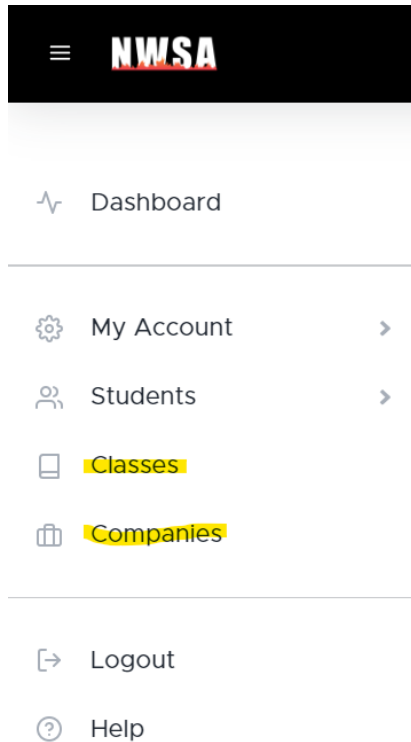 NWSA
Dashboard
My Account
Students
Classes
Companies
Logout
Help